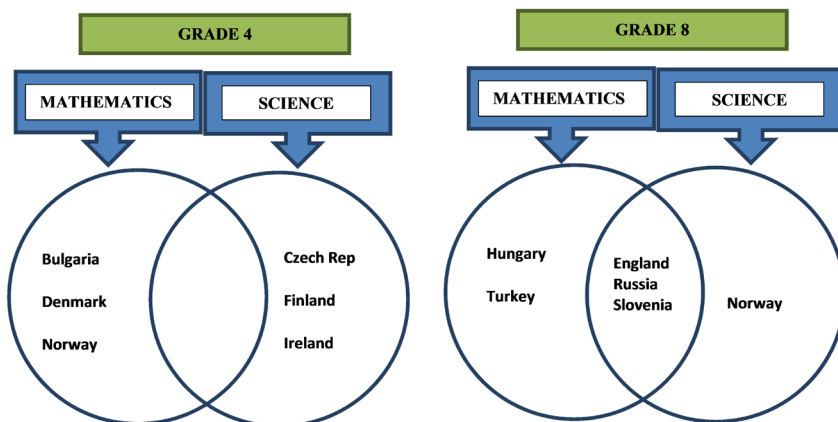 GRADE 4
MATHEMATICS
SCIENCE
Bulgaria
Denmark
Norway
Czech Rep
Finland
Ireland
GRADE 8
MATHEMATICS
SCIENCE
Hungary
Turkey
England
Russia
Slovenia
Norway